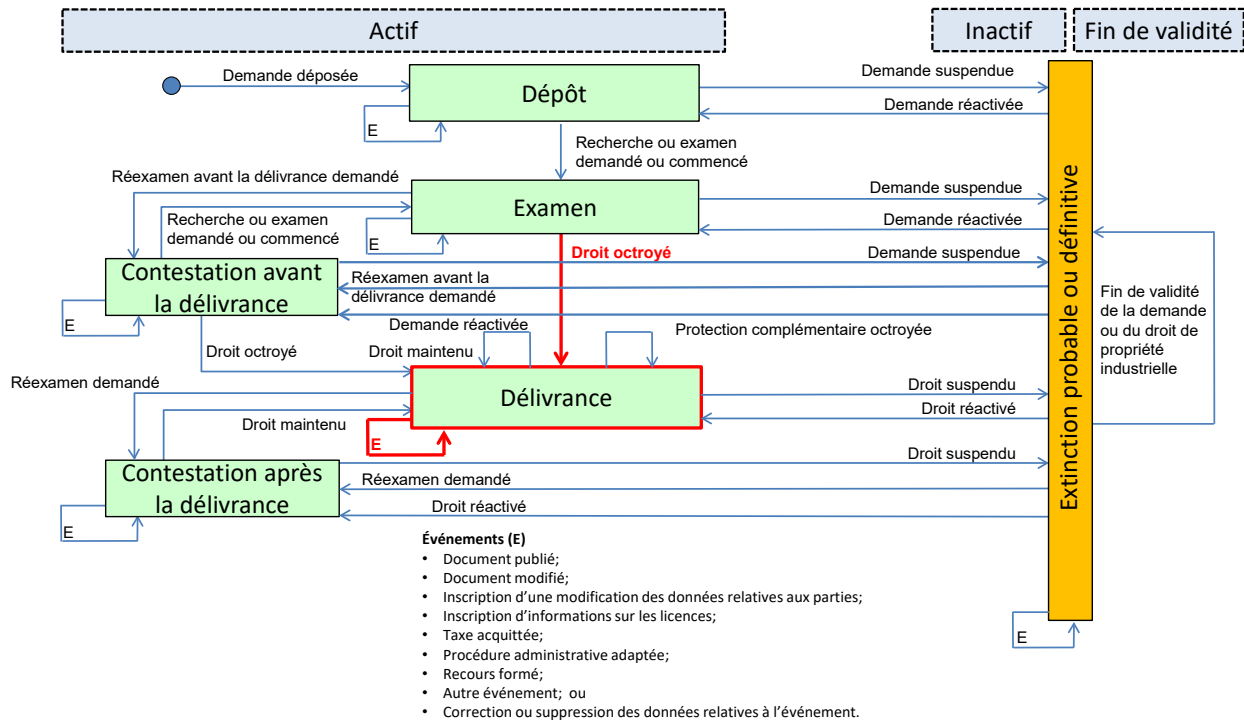 Actif
Inactif
Fin de validité
Demande déposée
Dépôt
Demande suspendue
Demande réactivée
E
Recherche ou examen
demandé ou commencé
Réexamen avant la délivrance demandé
Examen
Demande suspendue
Recherche ou examen
demandé ou commencé
E
Demande réactivée
Droit octroyé
Demande suspendue
Contestation avant
la délivrance
Réexamen avant la
délivrance demandé
E
Demande réactivée
Protection complémentaire octroyée
Droit octroyé
Droit maintenu
Réexamen demandé
Délivrance
Droit suspendu
Droit réactivé
Droit maintenu
E
Droit suspendu
Contestation après
la délivrance
Réexamen demandé
Droit réactivé
E
Extinction probable ou définitive
Fin de validité
de la demande
ou du droit de
propriété
industrielle
E
Événements (E)
• Document publié;
• Document modifié;
• Inscription d’une modification des données relatives aux parties;
• Inscription d’informations sur les licences;
• Taxe acquittée;
• Procédure administrative adaptée;
• Recours formé;
• Autre événement; ou
• Correction ou suppression des données relatives à l’événement.